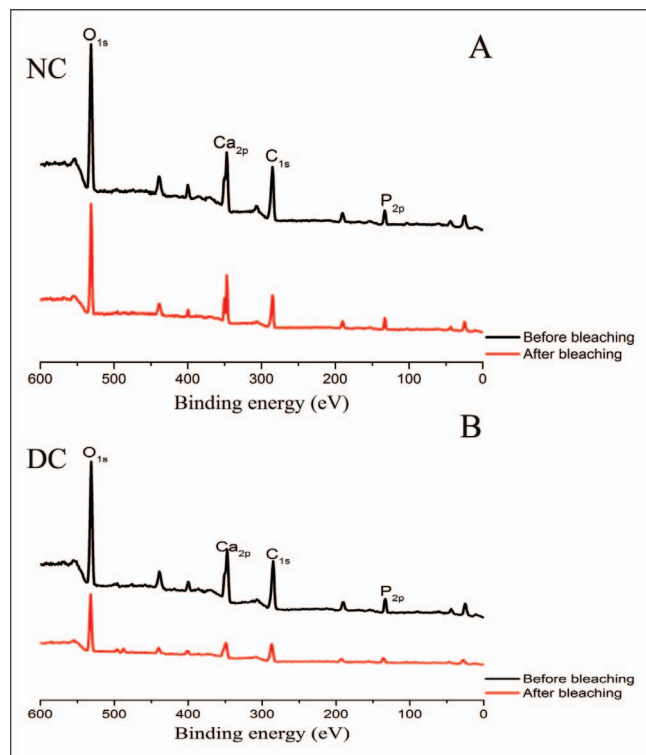 A
NC
O1s
Ca2p
C1s
P2p
Before bleaching
After bleaching
600 500 400 300 200 100 0
Binding energy (eV)
B
DC
O1s
Ca2p
C1s
P2p
Before bleaching
After bleaching
600 500 400 300 200 100 0
Binding energy (eV)